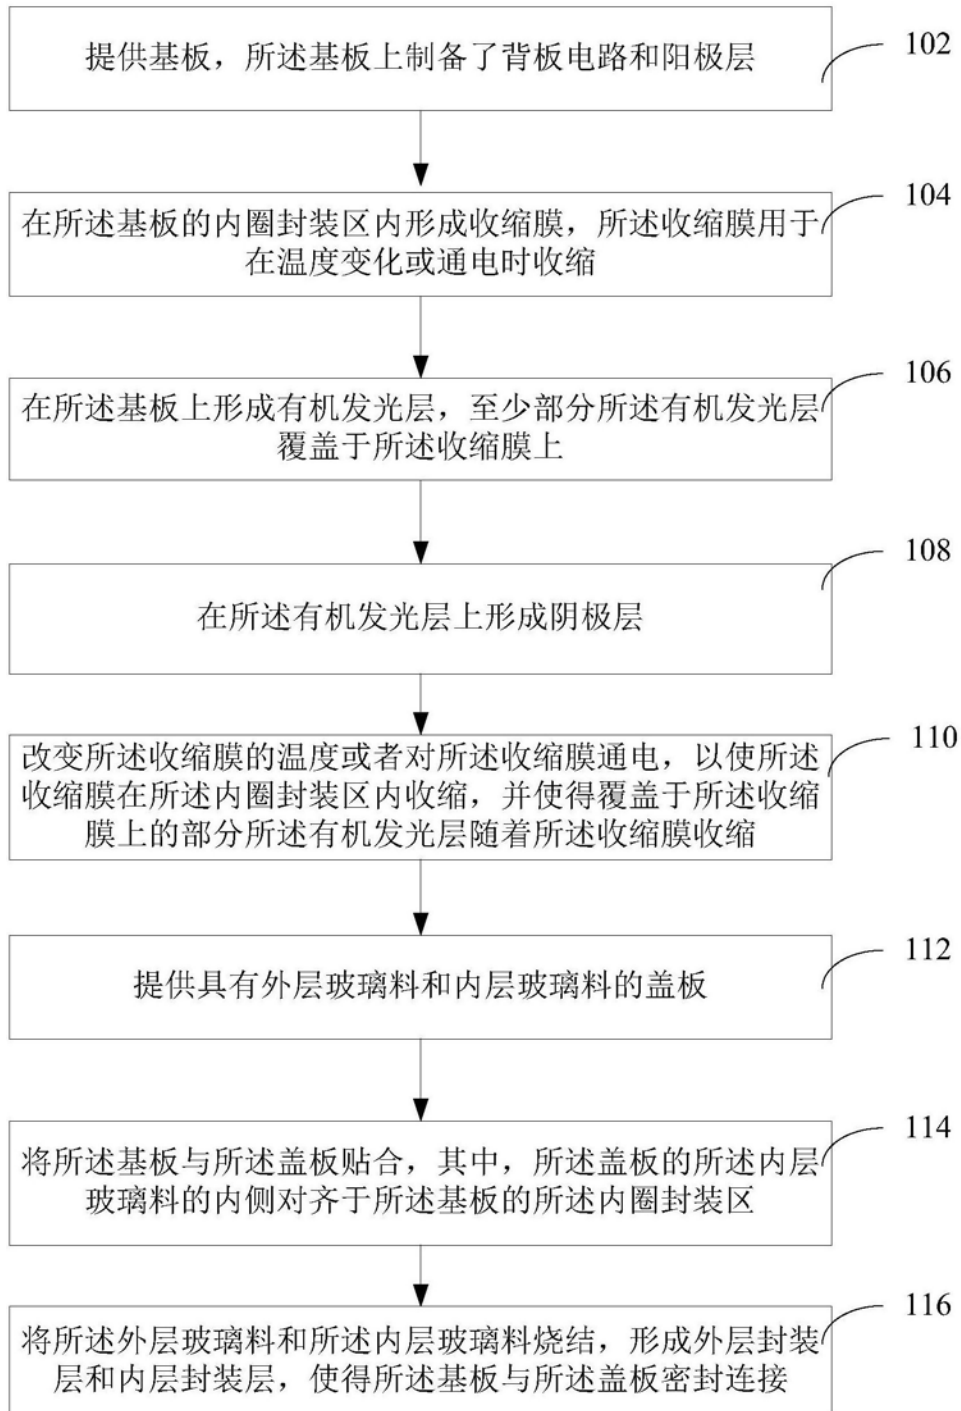 提供基板，所述基板上制备了背板电路和阳极层
102
在所述基板的内圈封装区内形成收缩膜，所述收缩膜用于
在温度变化或通电时收缩
104
在所述基板上形成有机发光层，至少部分所述有机发光层
覆盖于所述收缩膜上
106
在所述有机发光层上形成阴极层
108
改变所述收缩膜的温度或者对所述收缩膜通电，以使所述
收缩膜在所述内圈封装区内收缩，并使得覆盖于所述收缩
膜上的部分所述有机发光层随着所述收缩膜收缩
110
提供具有外层玻璃料和内层玻璃料的盖板
112
将所述基板与所述盖板贴合，其中，所述盖板的所述内层
玻璃料的内侧对齐于所述基板的所述内圈封装区
114
将所述外层玻璃料和所述内层玻璃料烧结，形成外层封装
层和内层封装层，使得所述基板与所述盖板密封连接
116